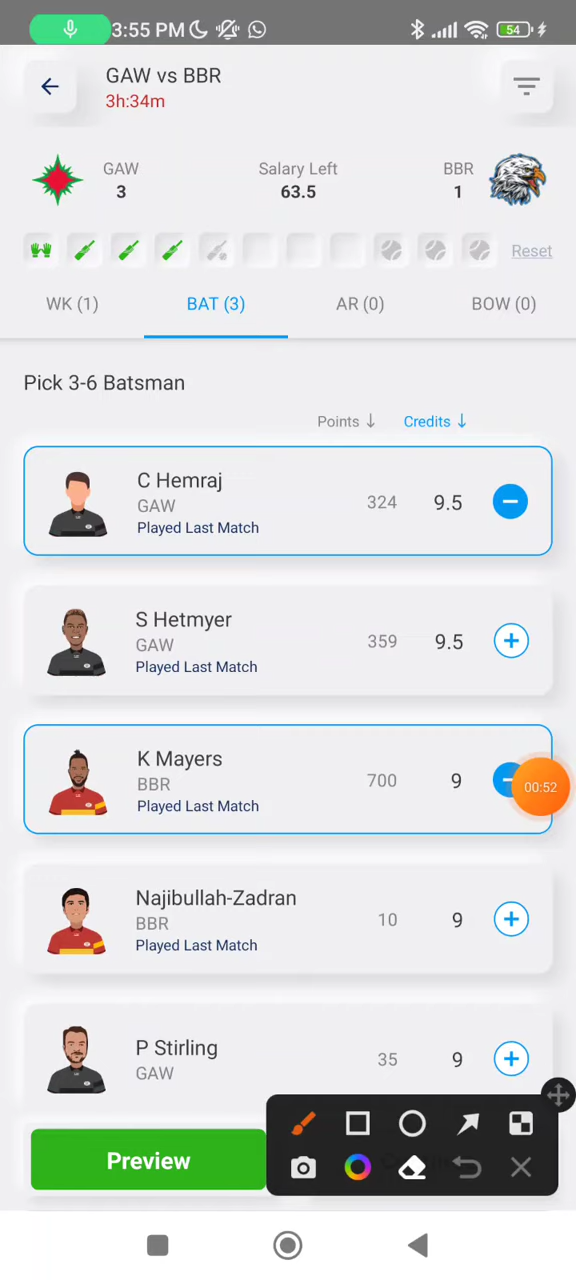 3:55 PM
54
GAW vs BBR
3h:34m
GAW Salary Left BBR
3 63.5 1
Reset
WK (1) BAT (3) AR (0) BOW (0)
Pick 3-6 Batsman
Points ↓ Credits ↓
C Hemraj
GAW 324 9.5
Played Last Match
S Hetmyer
GAW 359 9.5
Played Last Match
K Mayers
BBR 700 9
Played Last Match
00:52
Najibullah-Zadran
BBR 10 9
Played Last Match
P Stirling
GAW 35 9
Preview